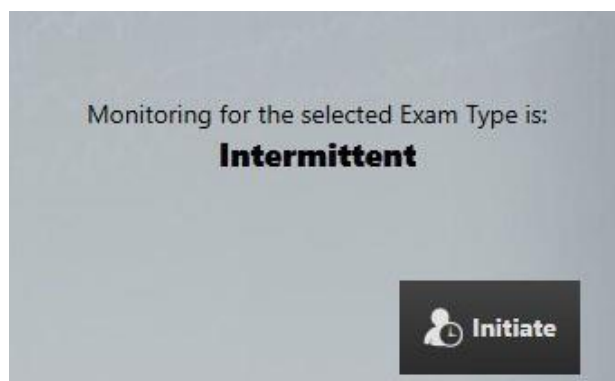 Monitoring for the selected Exam Type is:
Intermittent
Initiate